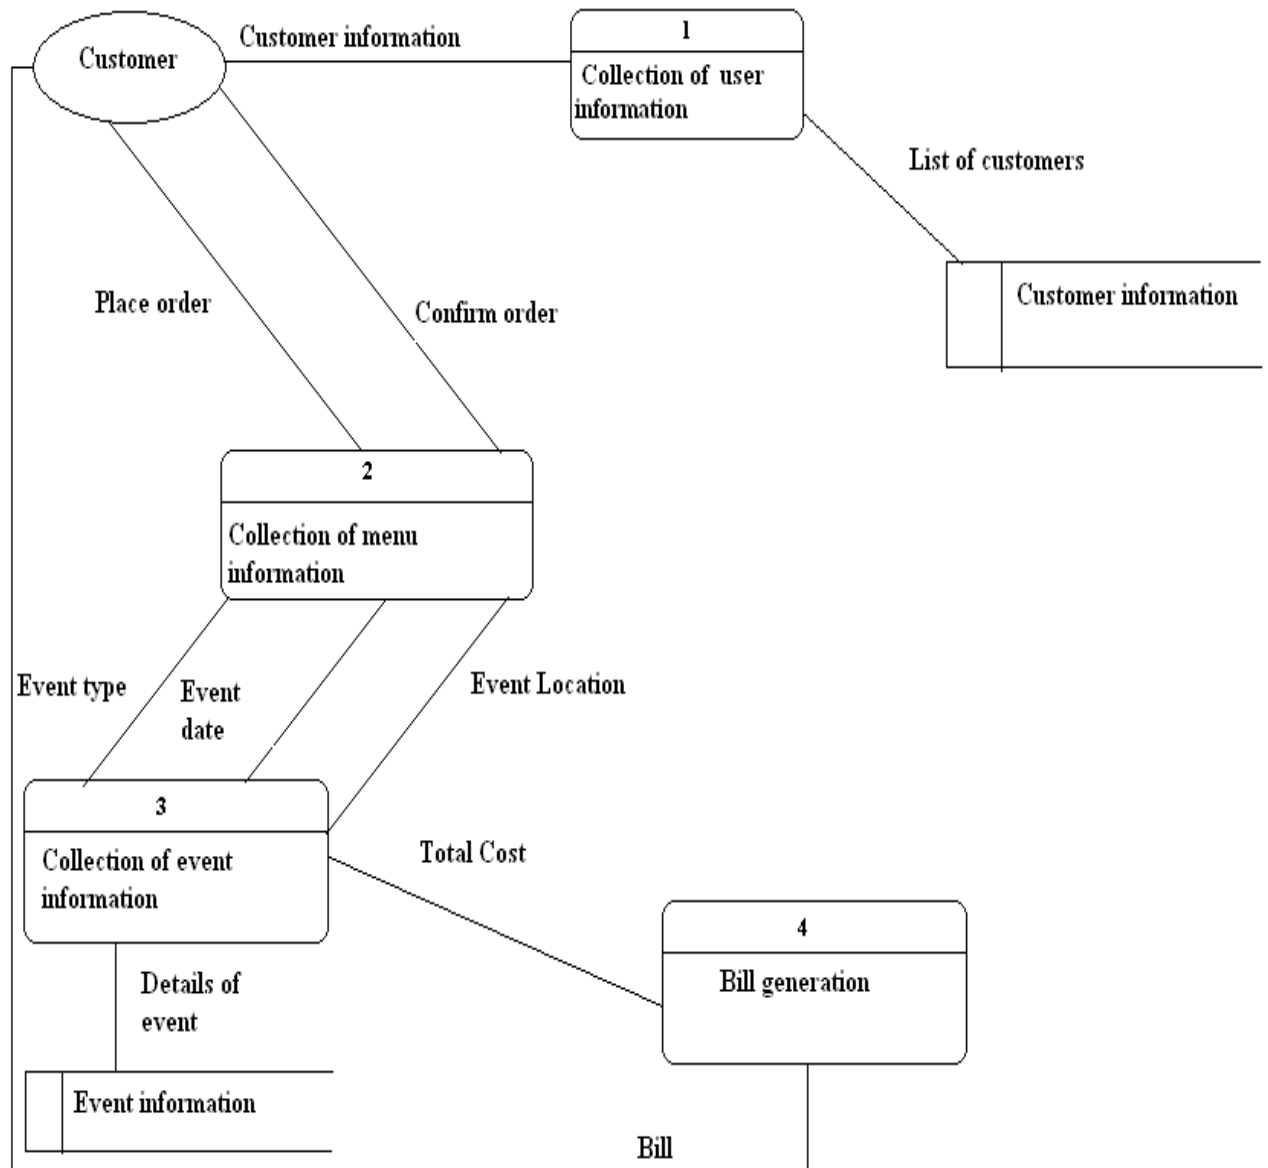 Customer
Customer information
1
Collection of user
information
List of customers
Customer information
Place order
Confirm order
2
Collection of menu
information
Event type
Event
date
Event Location
3
Collection of event
information
Total Cost
4
Bill generation
Details of
event
Event information
Bill